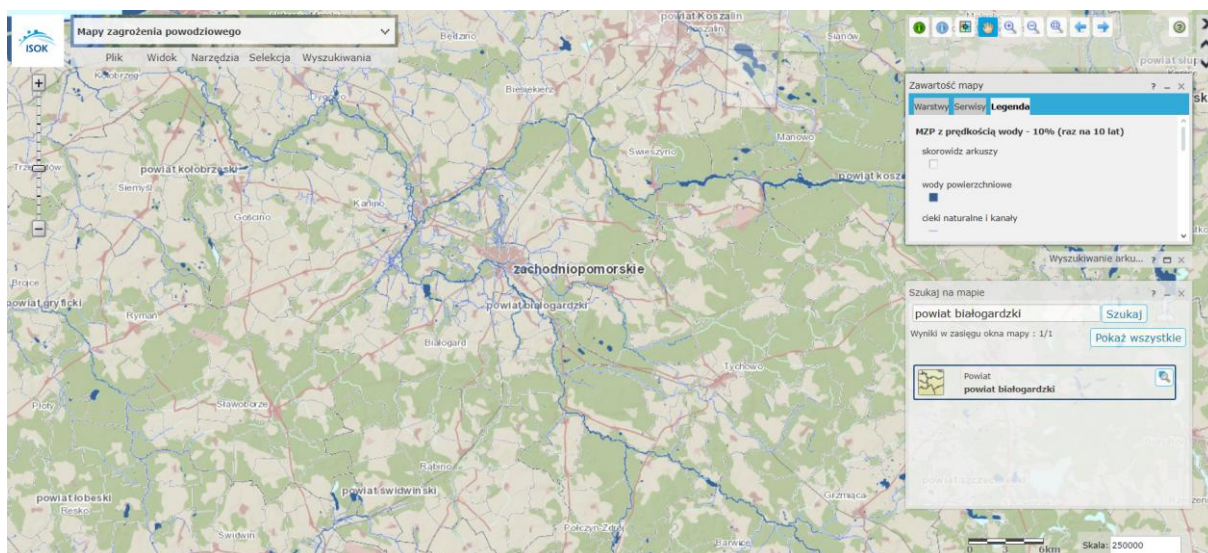 ISOK
Mapy zagrożenia powodziowego
Plik Widok Narzędzia Selekcja Wyszukiwania
Będzino
powiat Koszalin
Koszalin
Sianów
Kołobrzeg
Dygowo
Biesiekierz
Manowo
Świeszyno
powiat kołobrzeski
Siemyśl
Gościno
Karlino
zachodniopomorskie
powiat białogardzki
Białogard
Brojce
powiat gryficki
Rymań
Tychowo
Płoty
Sławoborze
Rąbino
powiat łobeski
Resko
powiat świdwiński
Świdwin
Połczyn-Zdrój
Barwice
Grzmiąca
Zawartość mapy
Warstwy Serwisy Legenda
MZP z prędkością wody - 10% (raz na 10 lat)
skorowidz arkuszy
wody powierzchniowe
cieki naturalne i kanały
Wyszukiwanie arku...
Szukaj na mapie
powiat białogardzki Szukaj
Wyniki w zasięgu okna mapy : 1/1
Pokaż wszystkie
Powiat
powiat białogardzki
0 3 6km
Skala: 250000